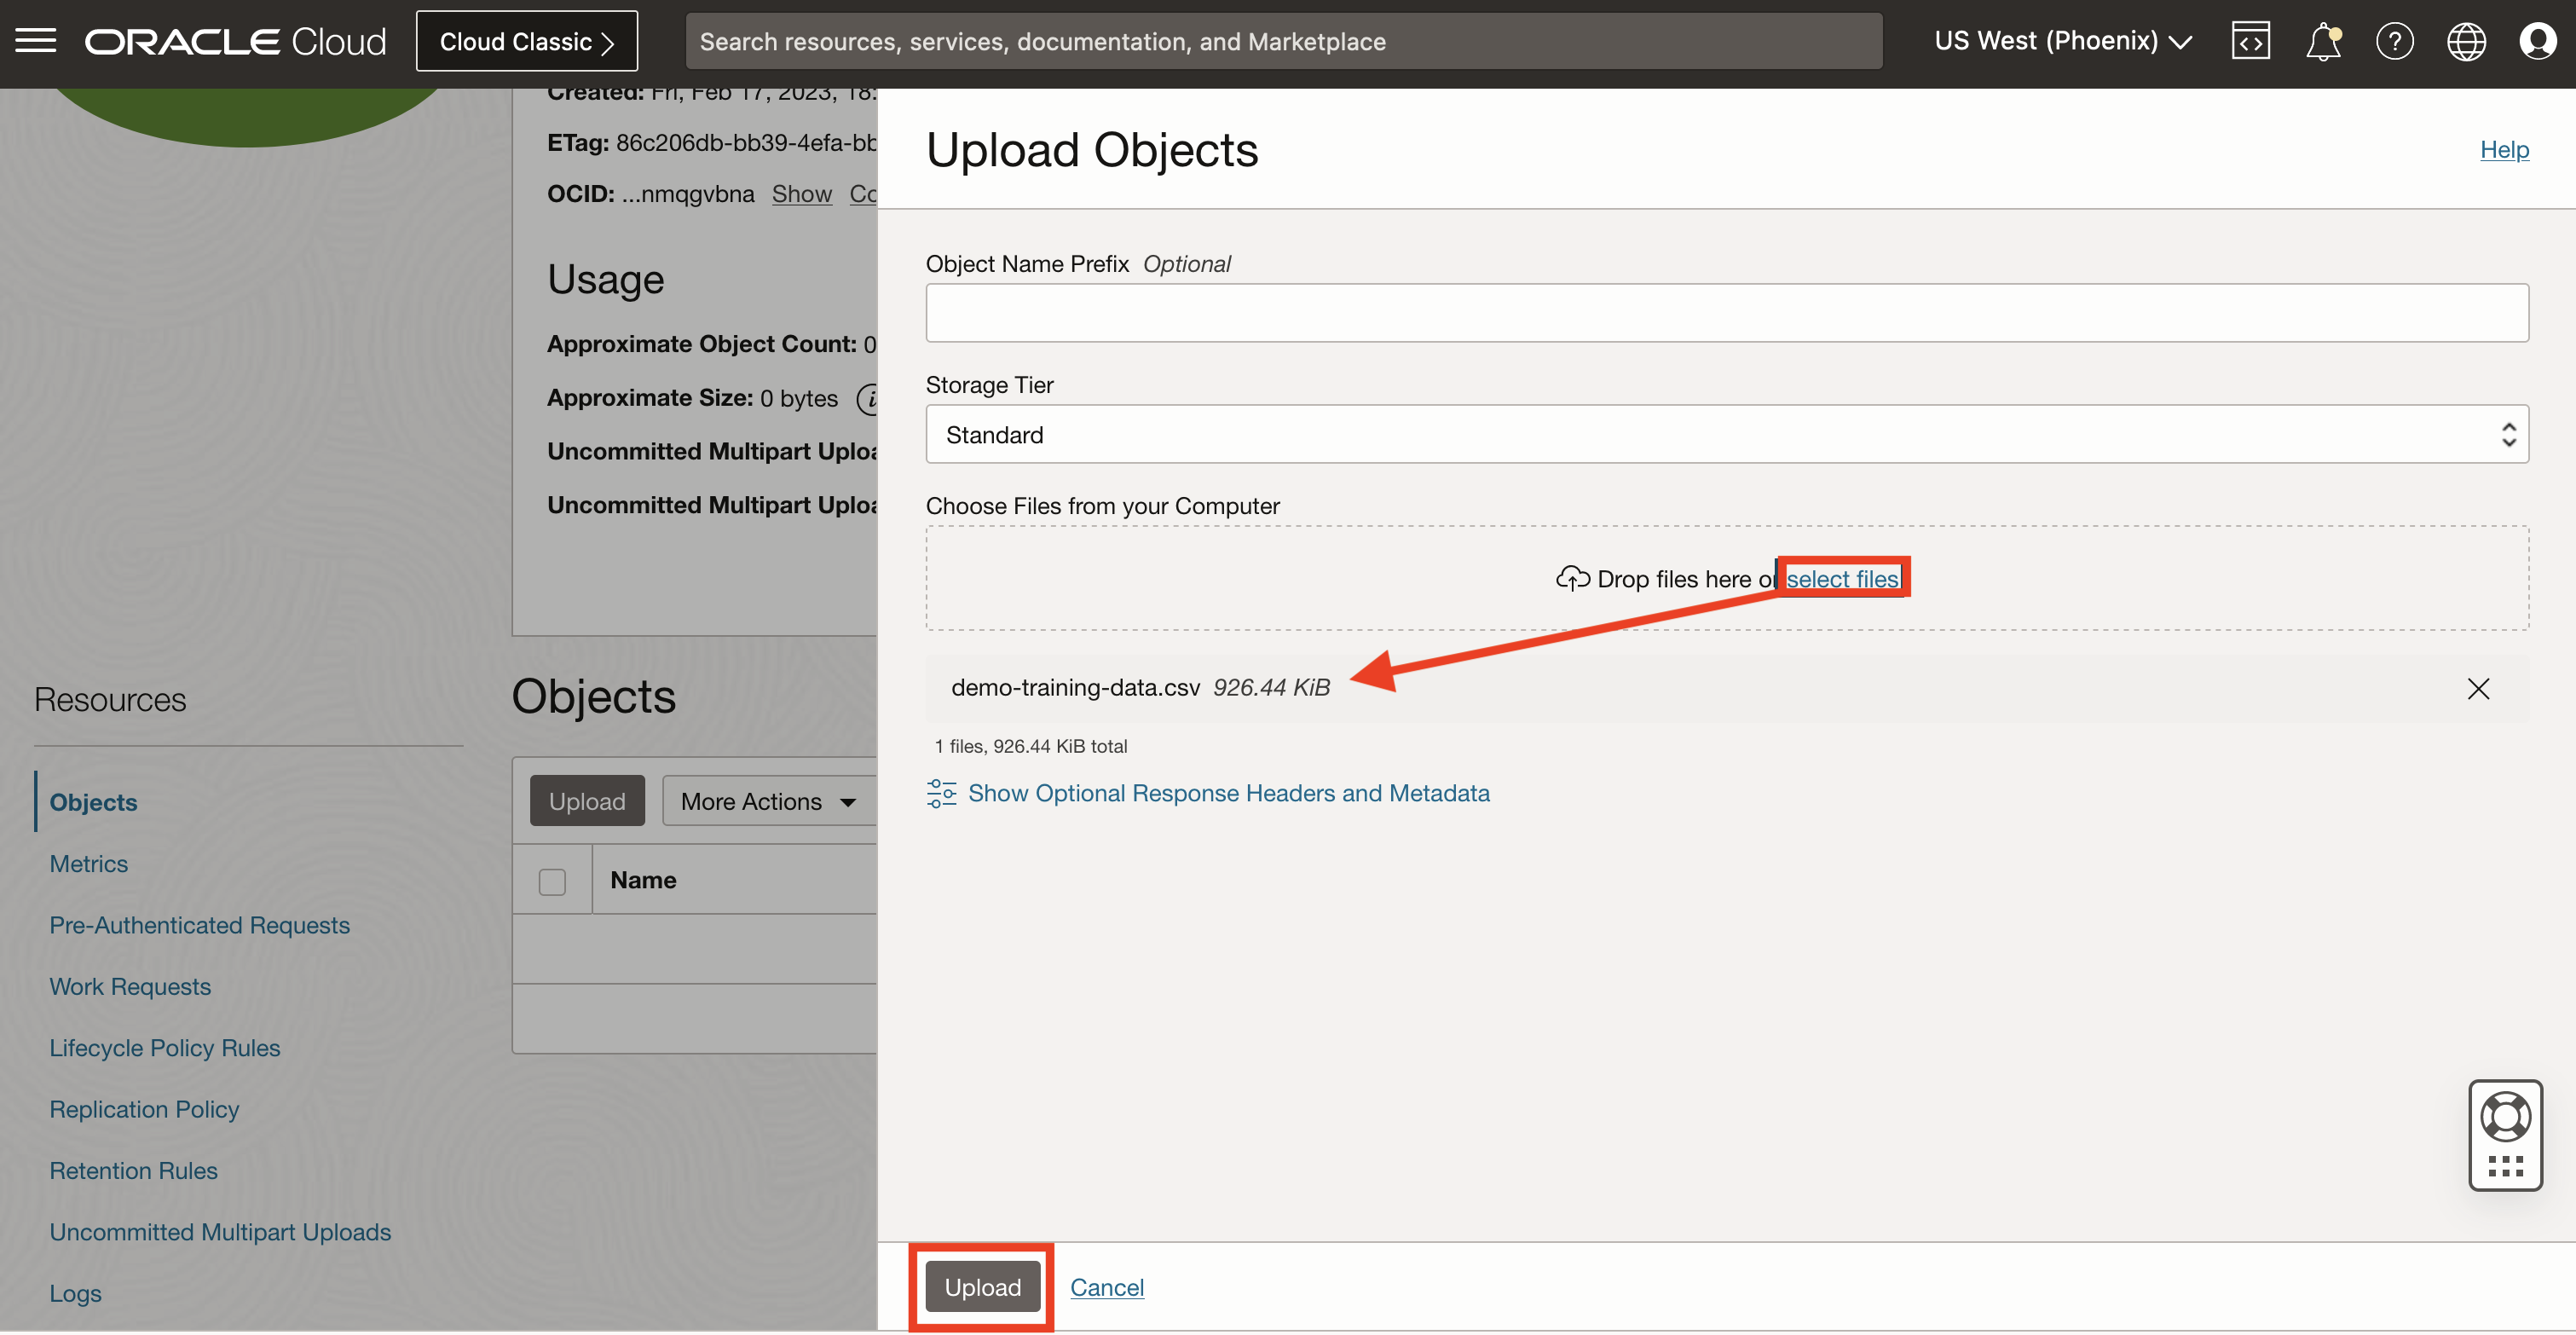 ORACLE Cloud
Cloud Classic
Search resources, services, documentation, and Marketplace
US West (Phoenix)
Created: Fri, Feb 17, 2023, 18:
ETag: 86c206db-bb39-4efa-bb
OCID: ...nmqgvbna Show Co
Usage
Approximate Object Count: 0
Approximate Size: 0 bytes
Uncommitted Multipart
Uncommitted Multipart
Resources
Objects
Metrics
Pre-Authenticated Requests
Work Requests
Lifecycle Policy Rules
Replication Policy
Retention Rules
Uncommitted Multipart Uploads
Logs
Objects
Upload
More Actions
Name
Upload Objects
Help
Object Name Prefix Optional
Storage Tier
Standard
Choose Files from your Computer
Drop files here or select files
demo-training-data.csv 926.44 KiB
1 files, 926.44 KiB total
Show Optional Response Headers and Metadata
Upload
Cancel